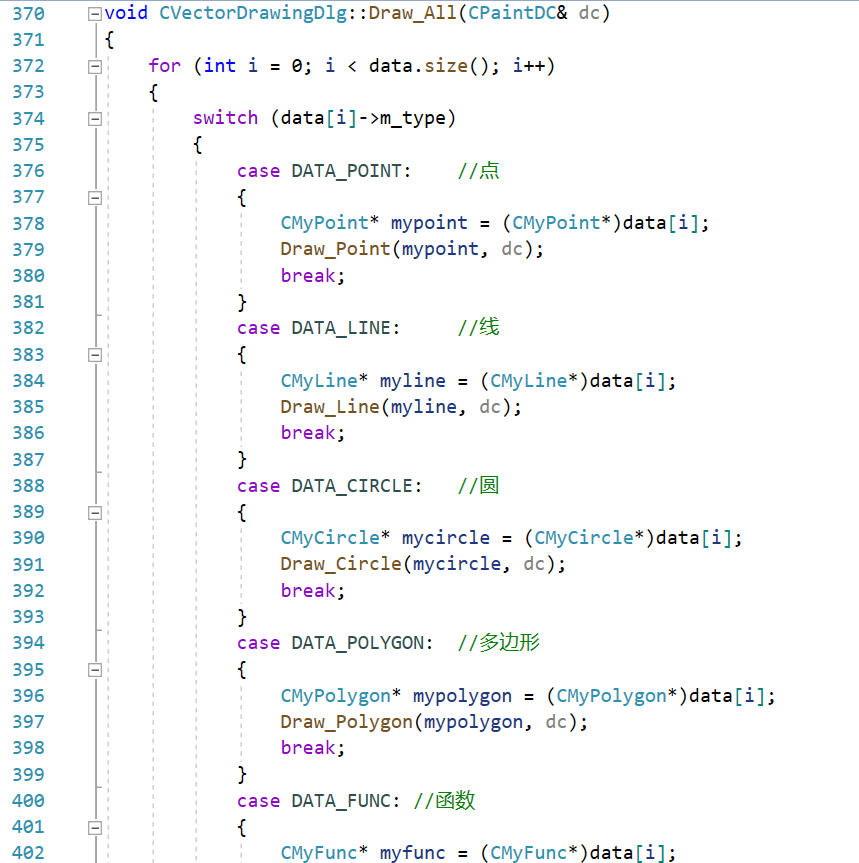 370 void CVectorDrawingDlg::Draw_All(CPaintDC& dc)
371 {
372 for (int i = 0; i < data.size(); i++)
373 {
374 switch (data[i]->m_type)
375 {
376 case DATA_POINT: //点
377 {
378 CMyPoint* mypoint = (CMyPoint*)data[i];
379 Draw_Point(mypoint, dc);
380 break;
381 }
382 case DATA_LINE: //线
383 {
384 CMyLine* myline = (CMyLine*)data[i];
385 Draw_Line(myline, dc);
386 break;
387 }
388 case DATA_CIRCLE: //圆
389 {
390 CMyCircle* mycircle = (CMyCircle*)data[i];
391 Draw_Circle(mycircle, dc);
392 break;
393 }
394 case DATA_POLYGON: //多边形
395 {
396 CMyPolygon* mypolygon = (CMyPolygon*)data[i];
397 Draw_Polygon(mypolygon, dc);
398 break;
399 }
400 case DATA_FUNC: //函数
401 {
402 CMyFunc* myfunc = (CMyFunc*)data[i];